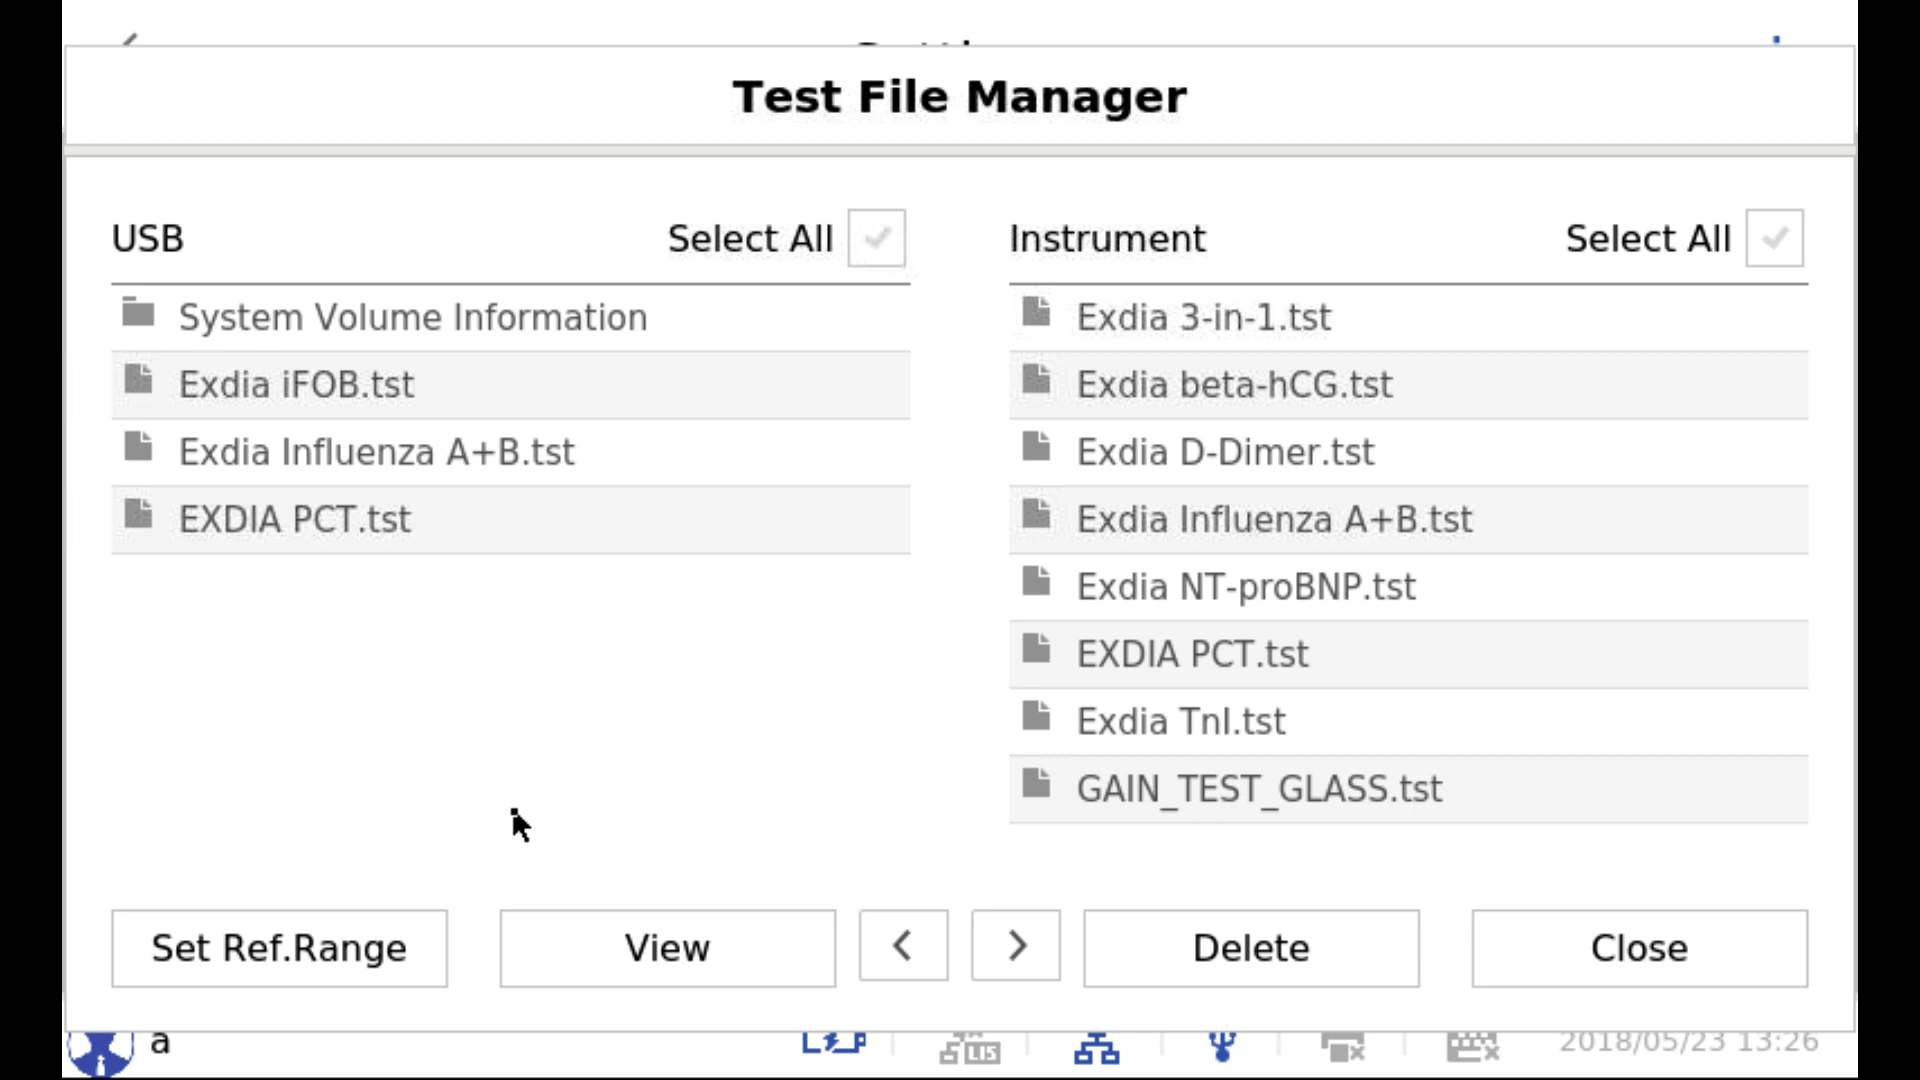 Test File Manager
USB
Select All
System Volume Information
Exdia iFOB.tst
Exdia Influenza A+B.tst
EXDIA PCT.tst
Instrument
Select All
Exdia 3-in-1.tst
Exdia beta-hCG.tst
Exdia D-Dimer.tst
Exdia Influenza A+B.tst
Exdia NT-proBNP.tst
EXDIA PCT.tst
Exdia TnI.tst
GAIN_TEST_GLASS.tst
Set Ref.Range
View
Delete
Close
a
LIS
2018/05/23 13:26